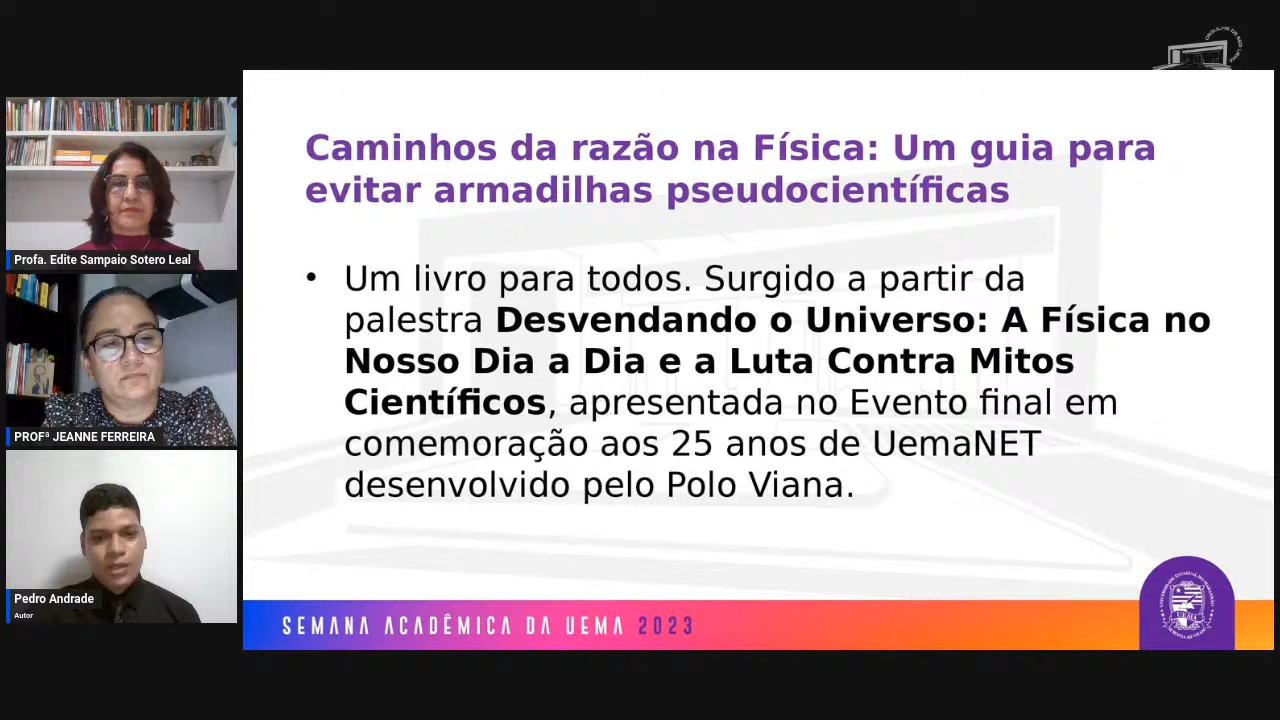 Profa. Edite Sampaio Sotero Leal
PROFª JEANNE FERREIRA
Pedro Andrade
Autor
Caminhos da razão na Física: Um guia para
evitar armadilhas pseudocientíficas
• Um livro para todos. Surgido a partir da
palestra Desvendando o Universo: A Física no
Nosso Dia a Dia e a Luta Contra Mitos
Científicos, apresentada no Evento final em
comemoração aos 25 anos de UemaNET
desenvolvido pelo Polo Viana.
SEMANA ACADÊMICA DA UEMA 2023
UEMA